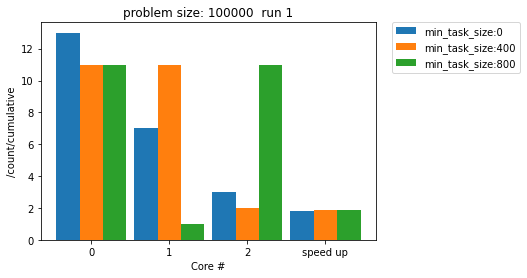 problem size: 100000  run 1
min_task_size:0
min_task_size:400
min_task_size:800
/count/cumulative
12
10
8
6
4
2
0
0 1 2 speed up
Core #